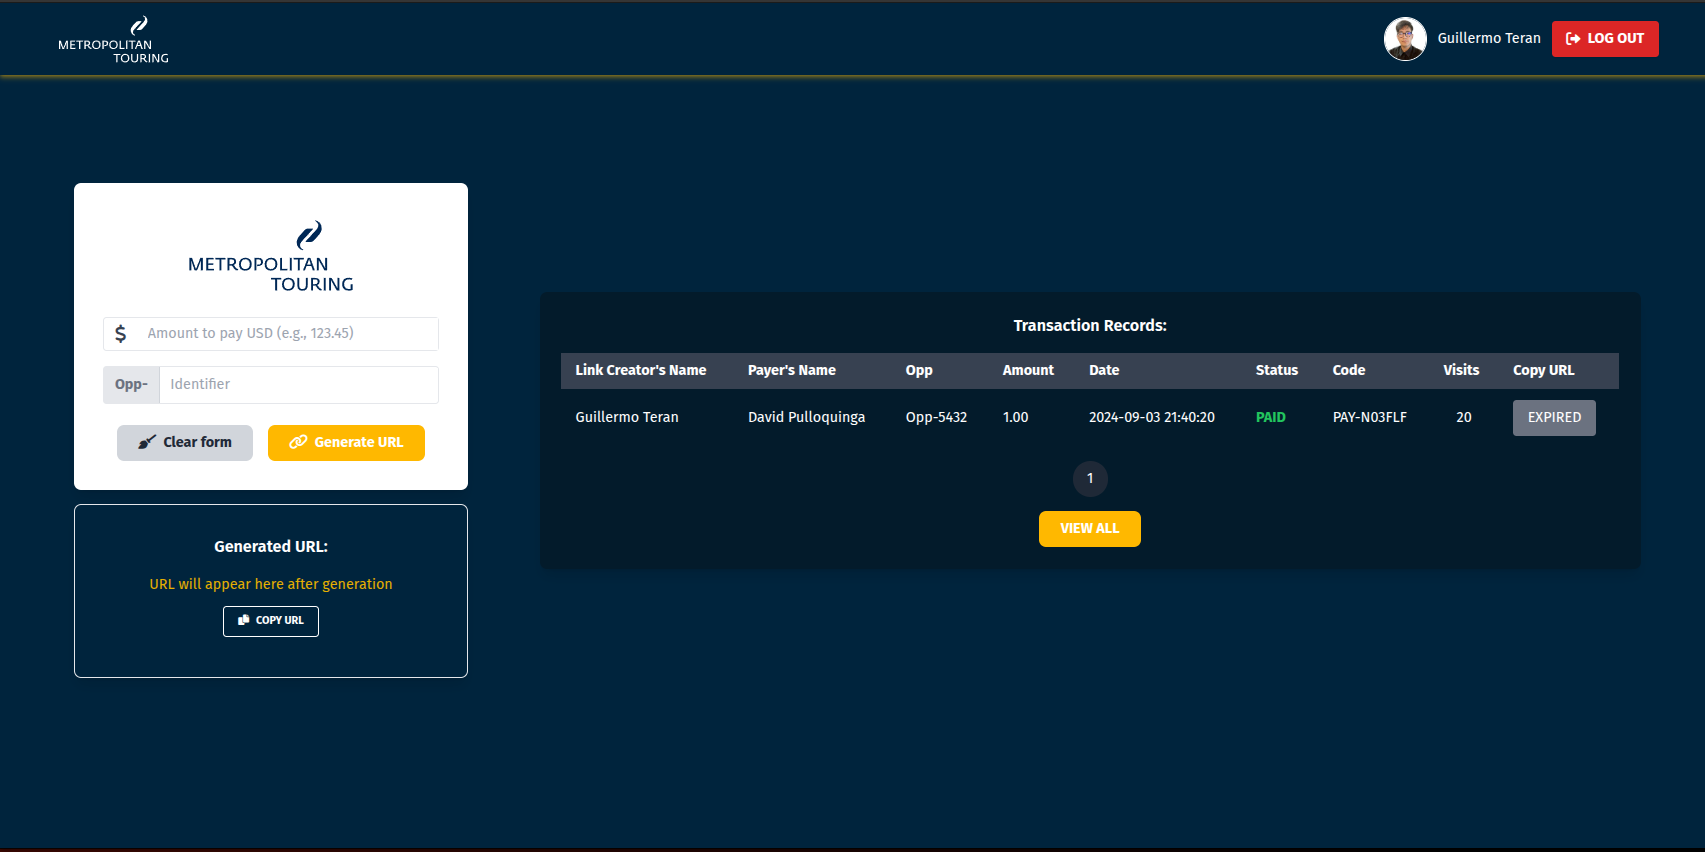 METROPOLITAN
TOURING
Guillermo Teran
LOG OUT
METROPOLITAN
TOURING
$ Amount to pay USD (e.g., 123.45)
Opp- Identifier
Clear form
Generate URL
Generated URL:
URL will appear here after generation
COPY URL
Transaction Records:
Link Creator's Name Payer's Name Opp Amount Date Status Code Visits Copy URL
Guillermo Teran David Pulloquinga Opp-5432 1.00 2024-09-03 21:40:20 PAID PAY-N03FLF 20 EXPIRED
1
VIEW ALL